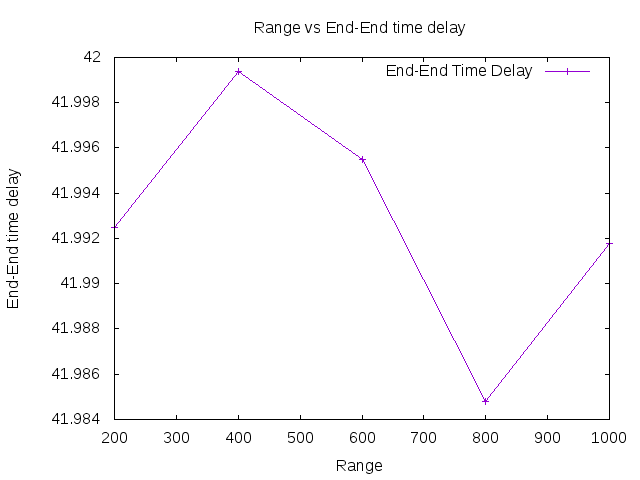 Range vs End-End time delay
End-End Time Delay
End-End time delay
42
41.998
41.996
41.994
41.992
41.99
41.988
41.986
41.984
200 300 400 500 600 700 800 900 1000
Range